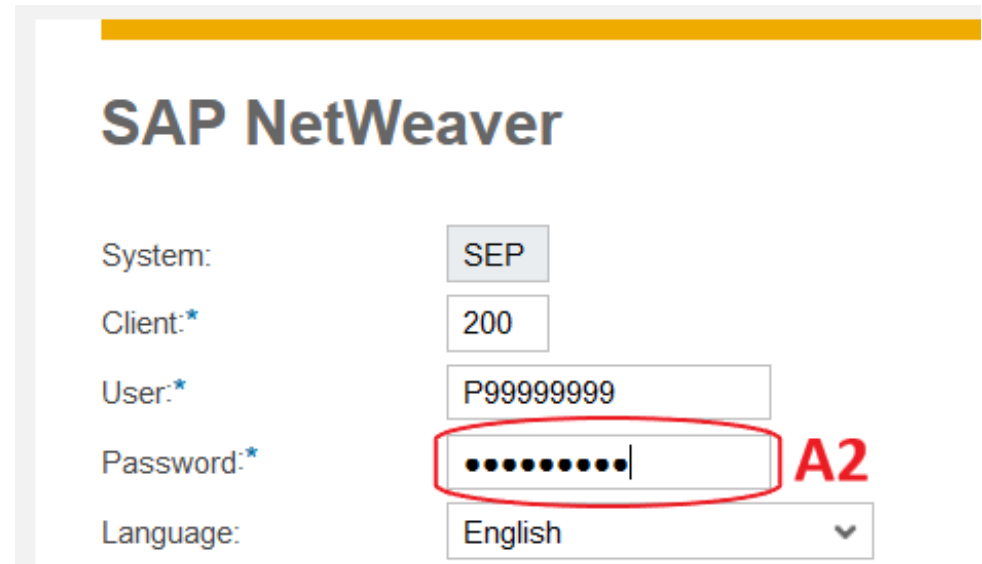 SAP NetWeaver
System: SEP
Client:* 200
User:* P99999999
Password:* ●●●●●●●●● A2
Language: English